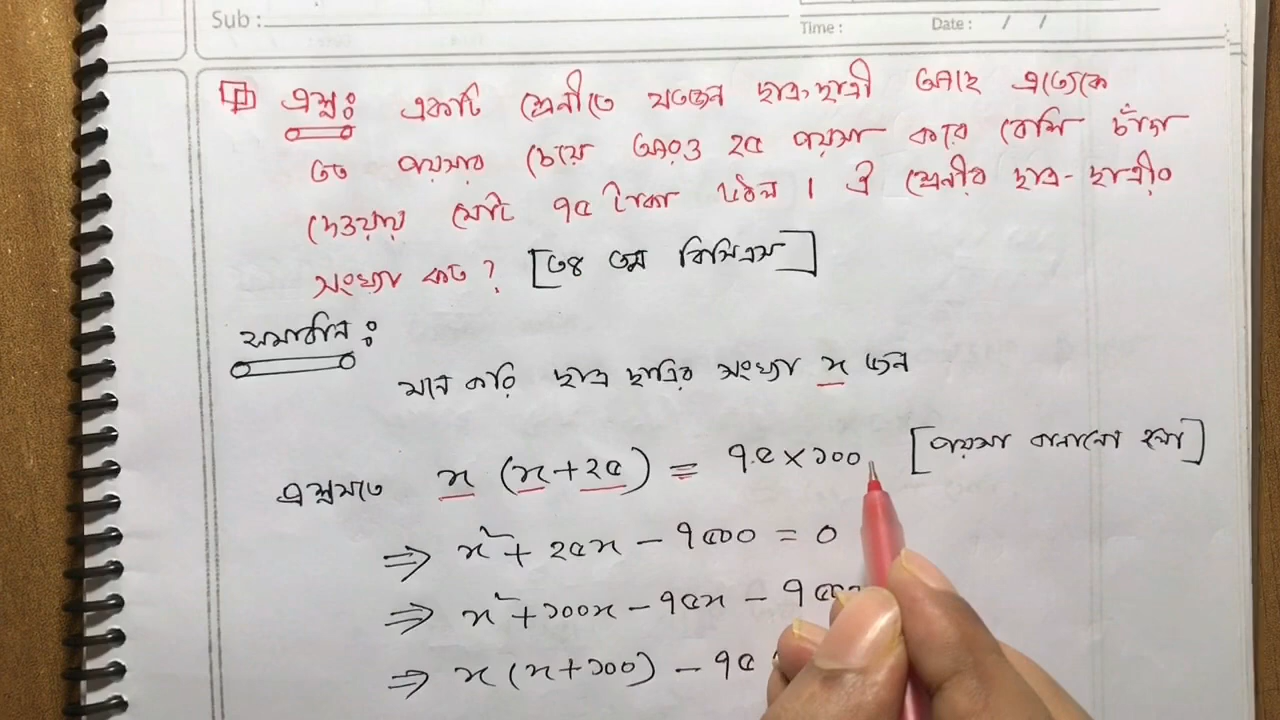 Sub :
Time : Date : / /
প্রশ্ন: একটি শ্রেনীতে যতজন ছাত্র-ছাত্রী আছে প্রত্যেকে
তত পয়সার চেয়ে আরও ২৫ পয়সা করে বেশি চাঁদা
দেওয়ায় মোট ৭৫ টাকা উঠল । ঐ শ্রেনীর ছাত্র-ছাত্রীর
সংখ্যা কত ? [৩৪ তম বিসিএস]
সমাধান :
মনে করি ছাত্র ছাত্রির সংখ্যা x জন
প্রশ্নমতে x (x + ২৫) = ৭৫ × ১০০ [পয়সা বানানো হলো]
⇒ x² + ২৫x − ৭৫০০ = ০
⇒ x² + ১০০x − ৭৫x − ৭৫০০
⇒ x (x + ১০০) − ৭৫